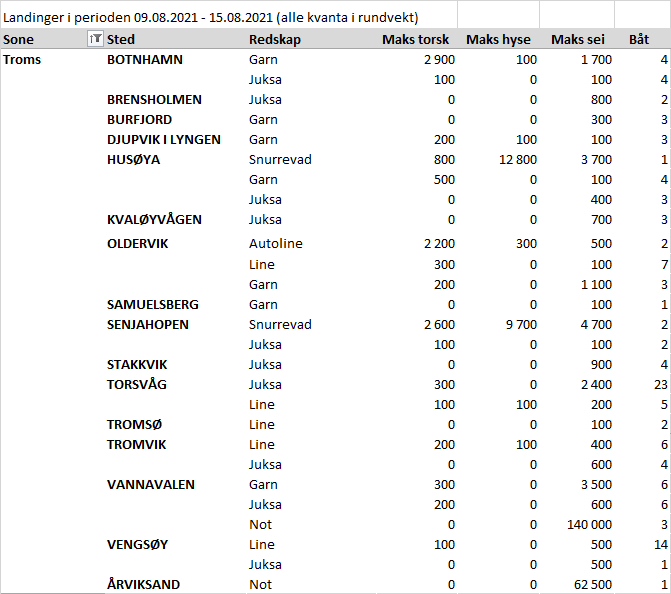 Landinger i perioden 09.08.2021 - 15.08.2021 (alle kvanta i rundvekt)
Sone Sted Redskap Maks torsk Maks hyse Maks sei Båt
Troms BOTNHAMN Garn 2 900 100 1 700 4
Juksa 100 0 100 4
BRENSHOLMEN Juksa 0 0 800 2
BURFJORD Garn 0 0 300 3
DJUPVIK I LYNGEN Garn 200 100 100 3
HUSØYA Snurrevad 800 12 800 3 700 1
Garn 500 0 100 4
Juksa 0 0 400 3
KVALØYVÅGEN Juksa 0 0 700 3
OLDERVIK Autoline 2 200 300 500 2
Line 300 0 100 7
Garn 200 0 1 100 3
SAMUELSBERG Garn 0 0 100 1
SENJAHOPEN Snurrevad 2 600 9 700 4 700 2
Juksa 100 0 100 2
STAKKVIK Juksa 0 0 900 4
TORSVÅG Juksa 300 0 2 400 23
Line 100 100 200 5
TROMSØ Line 0 0 100 2
TROMVIK Line 200 100 400 6
Juksa 0 0 600 4
VANNAVALEN Garn 300 0 3 500 6
Juksa 200 0 600 6
Not 0 0 140 000 3
VENGSØY Line 100 0 500 14
Juksa 0 0 500 1
ÅRVIKSAND Not 0 0 62 500 1